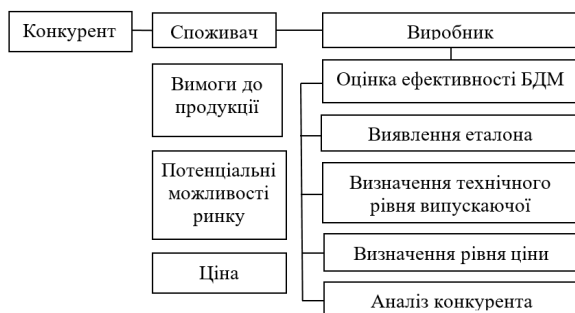 Конкурент
Споживач
Виробник
Вимоги до
продукції
Потенціальні
можливості
ринку
Ціна
Оцінка ефективності БДМ
Виявлення еталона
Визначення технічного
рівня випускаючої
Визначення рівня ціни
Аналіз конкурента